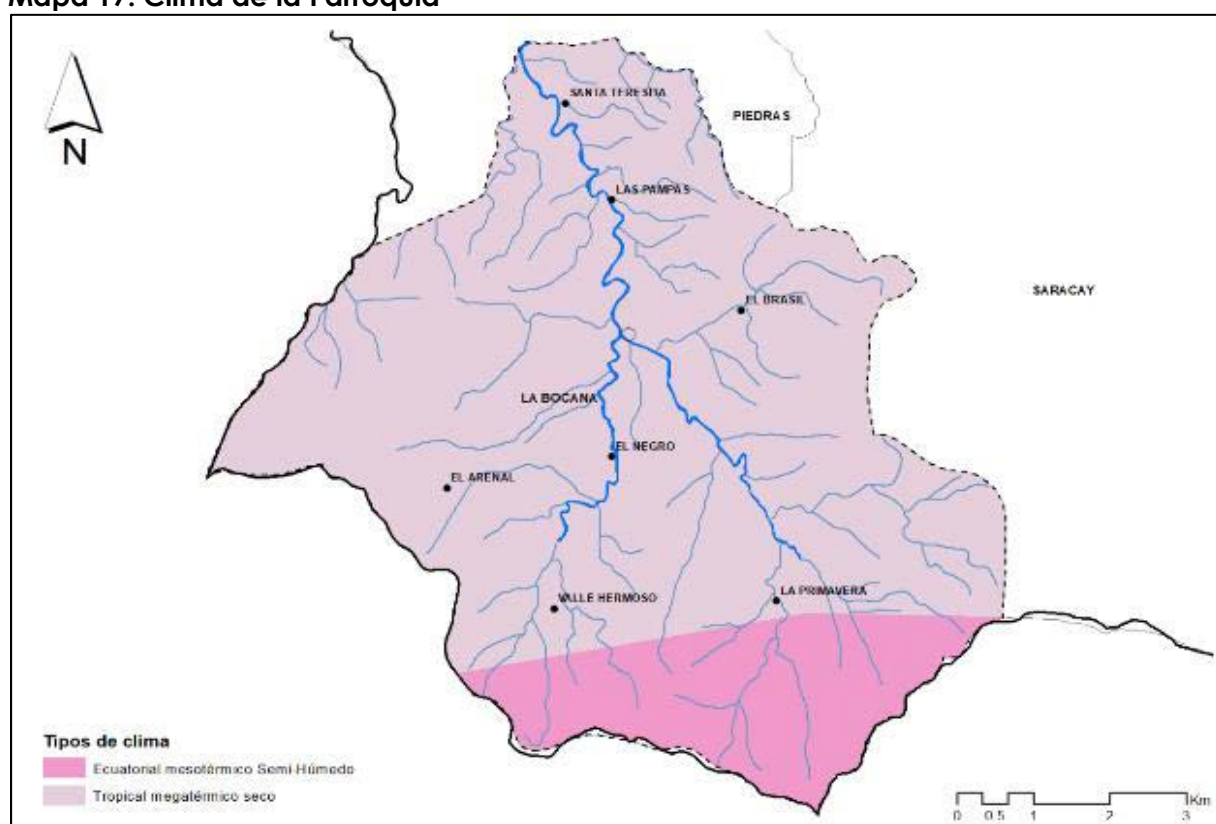 Mapa 17. Clima de la Parroquia
N
SANTA TERESITA
PIEDRAS
LAS PAMPAS
SARACAY
EL BRASIL
LA BOCANA
EL NEGRO
EL ARENAL
VALLE HERMOSO
LA PRIMAVERA
Tipos de clima
Ecuatorial mesotérmico Semi-Húmedo
Tropical megatérmico seco
Km
0 0.5 1 2 3